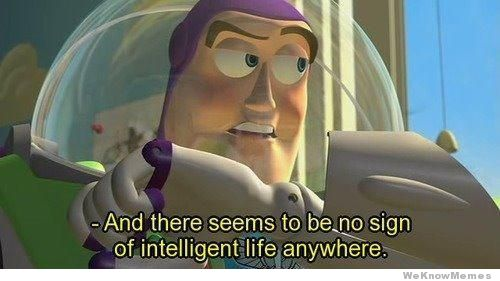 - And there seems to be no sign
of intelligent life anywhere.
WeKnowMemes